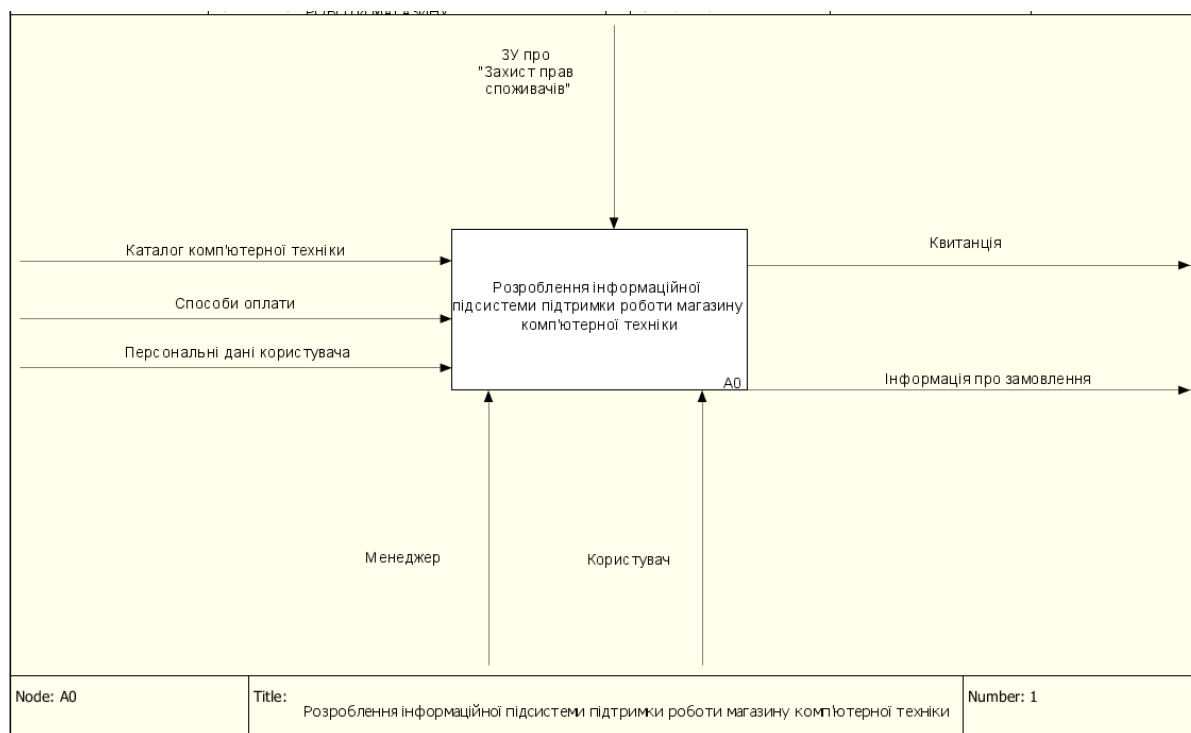 ЗУ про
"Захист прав
споживачів"
Каталог комп'ютерної техніки
Способи оплати
Персональні дані користувача
Розроблення інформаційної
підсистеми підтримки роботи магазину
комп'ютерної техніки
A0
Квитанція
Інформація про замовлення
Менеджер
Користувач
Node: A0
Title:
Розроблення інформаційної підсистеми підтримки роботи магазину комп'ютерної техніки
Number: 1